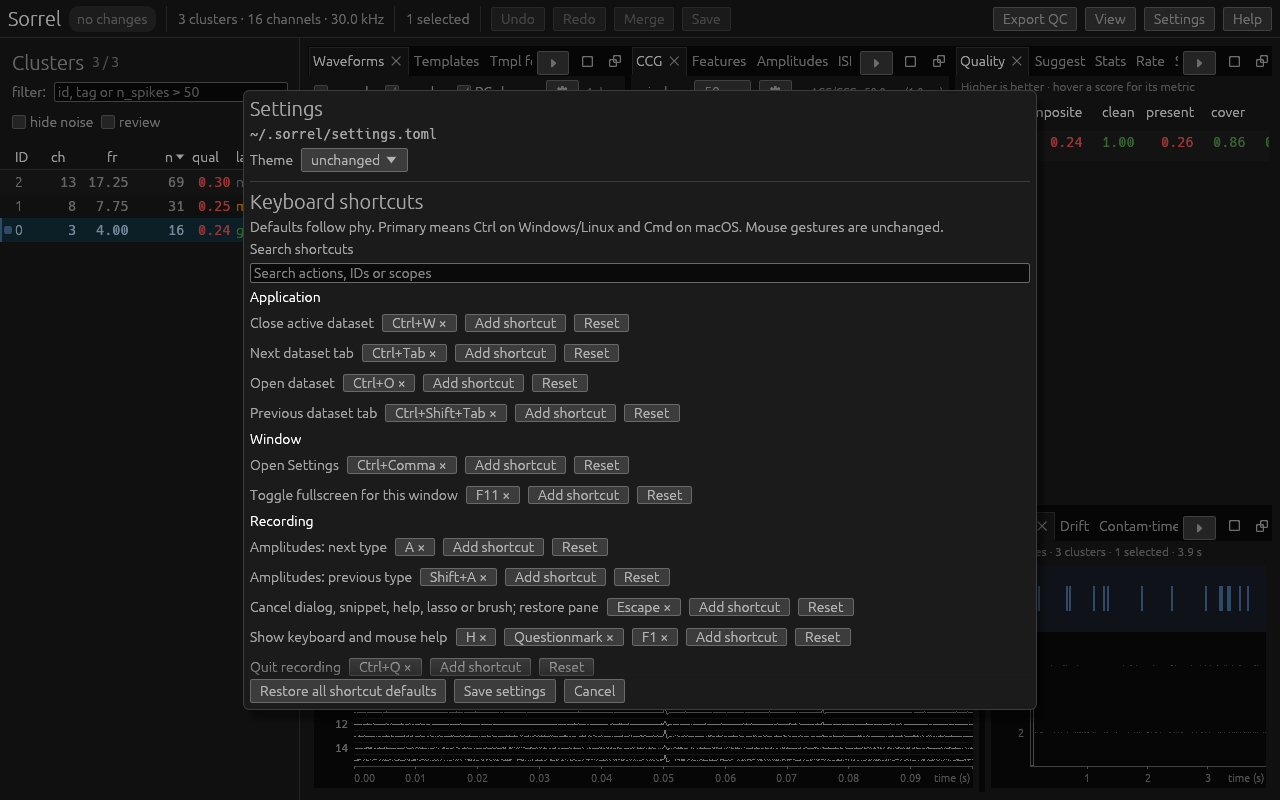 Sorrel no changes 3 clusters · 16 channels · 30.0 kHz 1 selected Undo Redo Merge Save Export QC View Settings Help
Clusters 3 / 3
filter: id, tag or n_spikes > 50
hide noise review
ID ch fr n qual
2 13 17.25 69 0.30
1 8 7.75 31 0.25
0 3 4.00 16 0.24
Waveforms Templates Tmpl
CCG Features Amplitudes ISI
Quality Suggest Stats Rate
Higher is better · hover a score for its metric
clean present cover
0.24 1.00 0.26 0.86
Settings
~/.sorrel/settings.toml
Theme unchanged
Keyboard shortcuts
Defaults follow phy. Primary means Ctrl on Windows/Linux and Cmd on macOS. Mouse gestures are unchanged.
Search shortcuts
Search actions, IDs or scopes
Application
Close active dataset Ctrl+W × Add shortcut Reset
Next dataset tab Ctrl+Tab × Add shortcut Reset
Open dataset Ctrl+O × Add shortcut Reset
Previous dataset tab Ctrl+Shift+Tab × Add shortcut Reset
Window
Open Settings Ctrl+Comma × Add shortcut Reset
Toggle fullscreen for this window F11 × Add shortcut Reset
Recording
Amplitudes: next type A × Add shortcut Reset
Amplitudes: previous type Shift+A × Add shortcut Reset
Cancel dialog, snippet, help, lasso or brush; restore pane Escape × Add shortcut Reset
Show keyboard and mouse help H × Questionmark × F1 × Add shortcut Reset
Quit recording Ctrl+Q × Add shortcut Reset
Restore all shortcut defaults Save settings Cancel
Drift Contam·time
· 3 clusters · 1 selected · 3.9 s
2
1 2 3 time (s)
12
14
0.00 0.01 0.02 0.03 0.04 0.05 0.06 0.07 0.08 0.09 time (s)